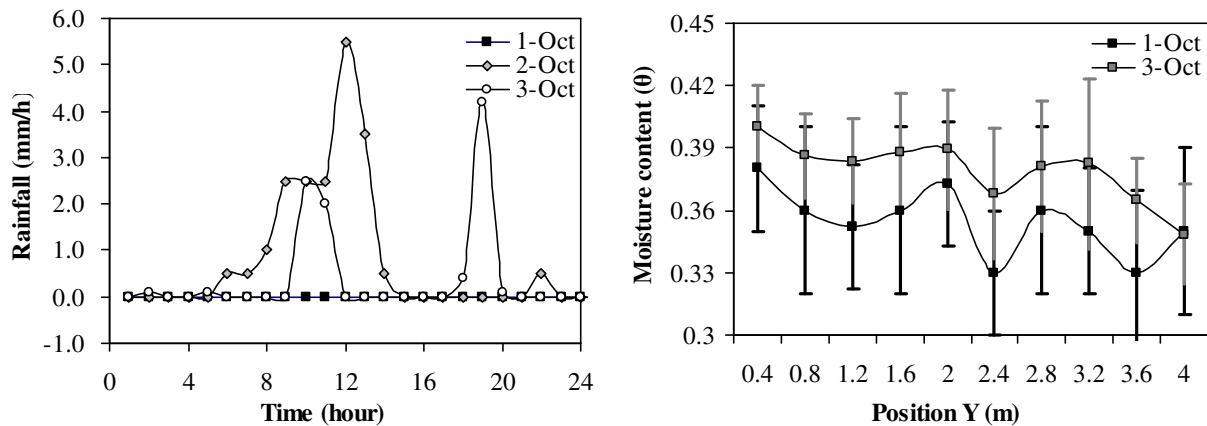 6.0
5.0
4.0
3.0
2.0
1.0
0.0
-1.0
Rainfall (mm/h)
1-Oct
2-Oct
3-Oct
0 4 8 12 16 20 24
Time (hour)
0.45
0.42
0.39
0.36
0.33
0.3
Moisture content (θ)
1-Oct
3-Oct
0.4 0.8 1.2 1.6 2 2.4 2.8 3.2 3.6 4
Position Y (m)